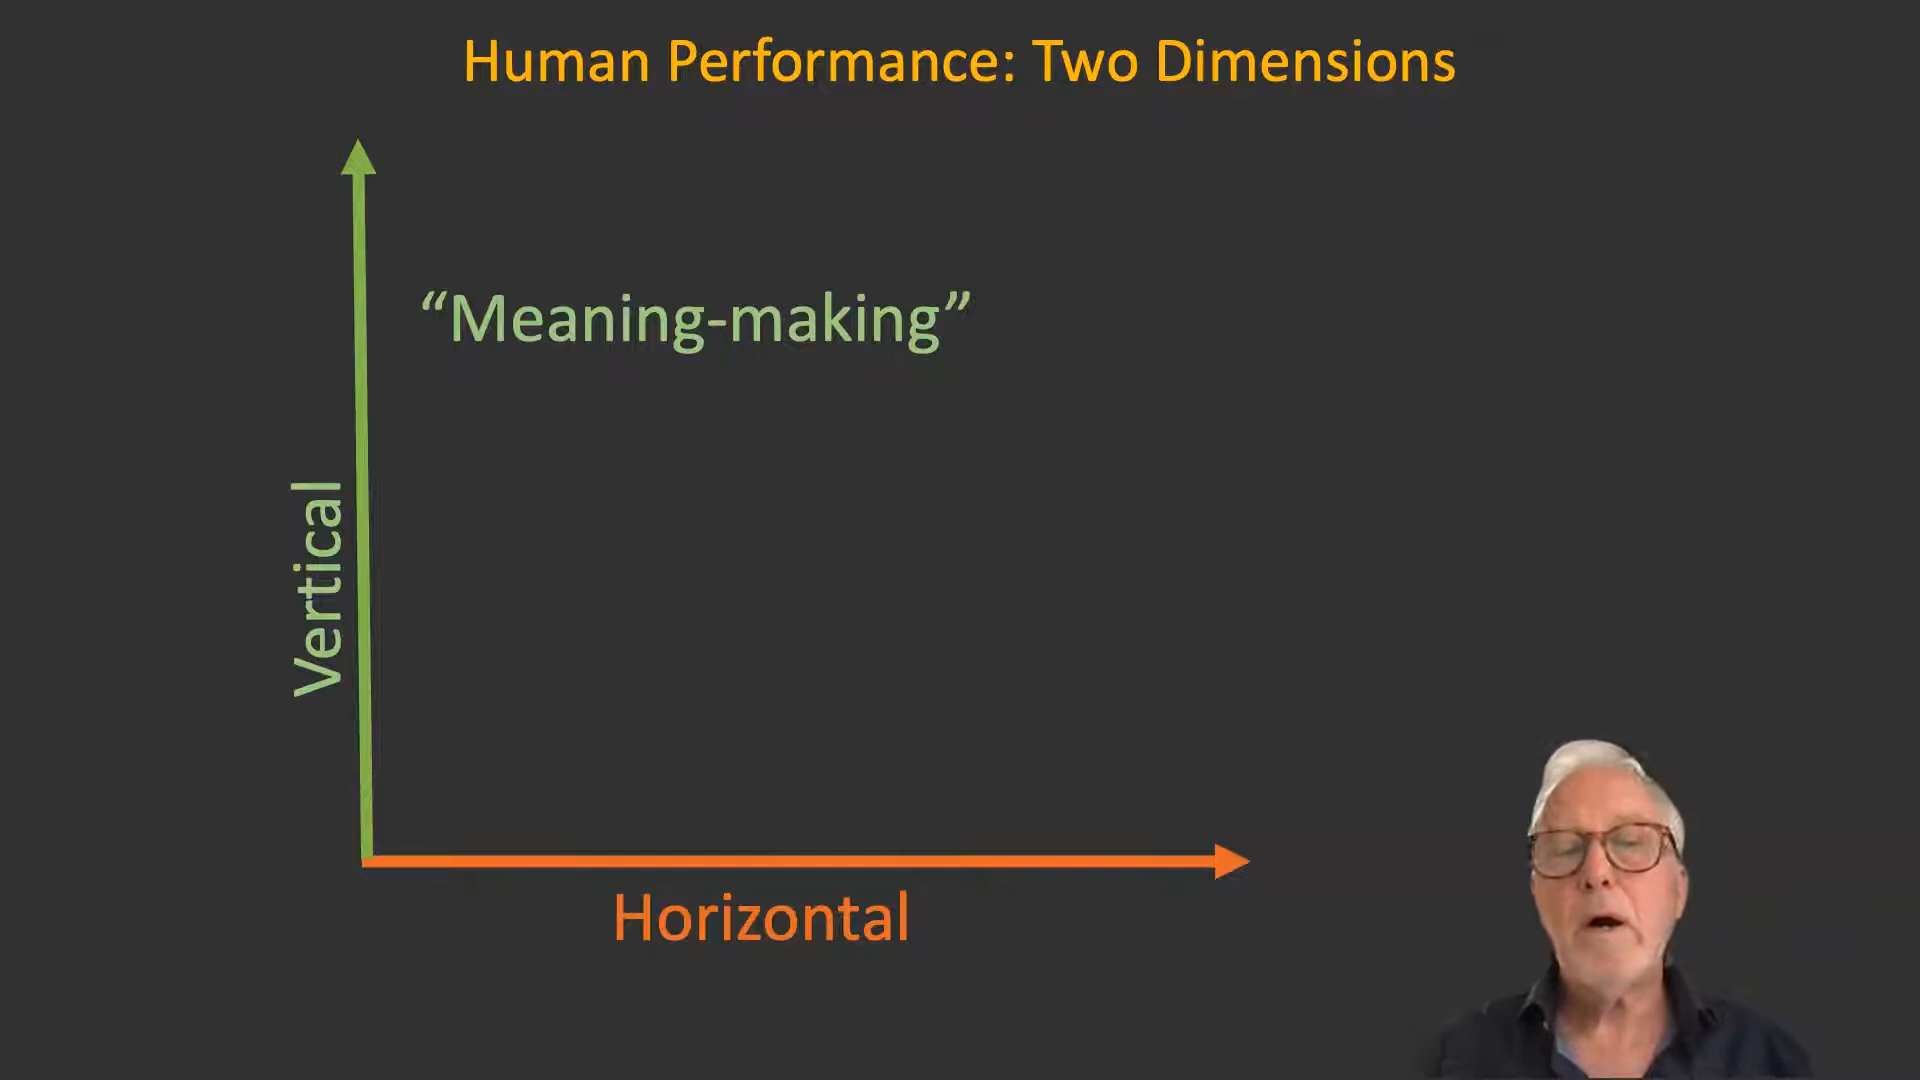 Human Performance: Two Dimensions
“Meaning-making”
Vertical
Horizontal